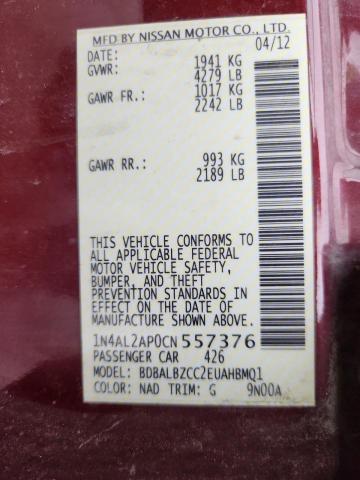 MFD BY NISSAN MOTOR CO., LTD.
DATE: 04/12
GVWR: 1941 KG
4279 LB
GAWR FR.: 1017 KG
2242 LB
GAWR RR.: 993 KG
2189 LB
THIS VEHICLE CONFORMS TO
ALL APPLICABLE FEDERAL
MOTOR VEHICLE SAFETY,
BUMPER, AND THEFT
PREVENTION STANDARDS IN
EFFECT ON THE DATE OF
MANUFACTURE SHOWN ABOVE.
1N4AL2AP0CN557376
PASSENGER CAR 426
MODEL: BDBALBZCC2EUAHBMQ1
COLOR: NAD TRIM: G 9N00A